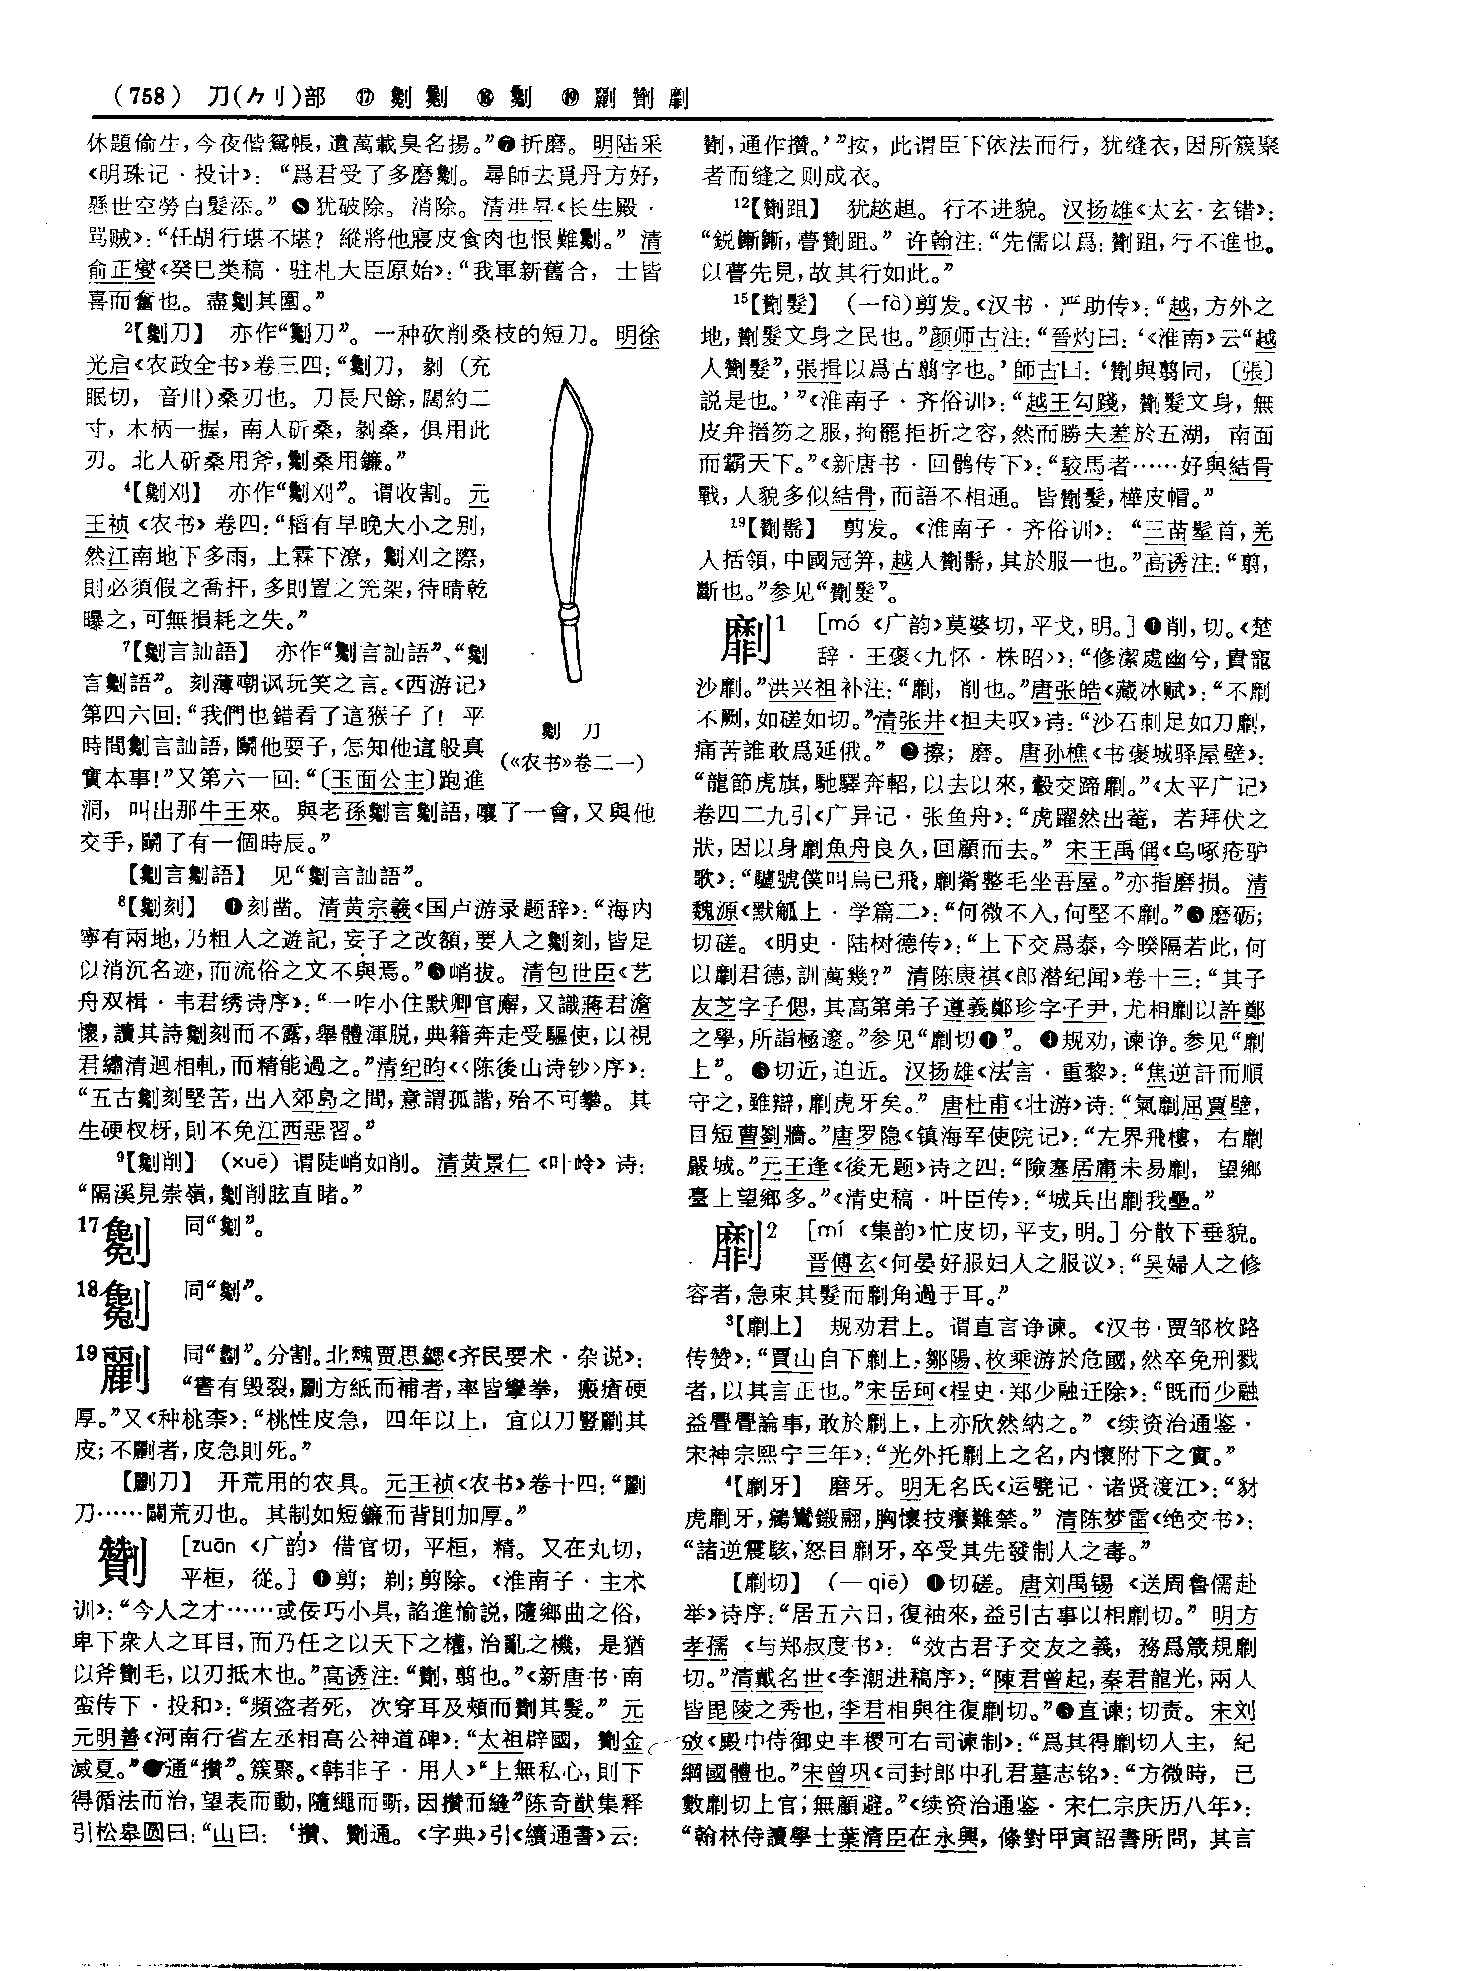 (758) 刀(⺈刂)部 ⑰ 劖 劖 ⑱ 劖 ⑲ 劙 劗 劘
休題偷生，今夜偕鴛帳，遺萬載臭名揚。”❼折磨。明陆采
《明珠记·投计》：“爲君受了多磨劖。尋師去覓丹方好，
懸世空勞白髮添。”❽犹破除。消除。清洪昇《长生殿·
骂贼》：“仟胡行堪不堪？縱將他寢皮食肉也恨難劖。”清
俞正燮《癸巳类稿·驻札大臣原始》：“我軍新舊合，士皆
喜而奮也。盡劖其圍。”
²【劖刀】 亦作“劖刀”。一种砍削桑枝的短刀。明徐
光启《农政全书》卷三四：“劖刀，剶（充
眠切，音川）桑刃也。刀長尺餘，闊約二
寸，木柄一握，南人斫桑，剝桑，俱用此
刃。北人斫桑用斧，劖桑用鐮。”
⁴【劖刈】 亦作“劖刈”。谓收割。元
王祯《农书》卷四：“稻有早晚大小之别，
然江南地下多雨，上霖下潦，劖刈之際，
則必須假之喬扞，多則置之笐架，待晴乾
曝之，可無損耗之失。”
⁷【劖言訕語】 亦作“劖言訕語”、“劖
言劖語”。刻薄嘲讽玩笑之言。《西游记》
第四六回：“我們也錯看了這猴子了！平
時間劖言訕語，鬭他耍子，怎知他這般真
實本事！”又第六一回：“〔玉面公主〕跑進
洞，叫出那牛王來。與老孫劖言劖語，嚷了一會，又與他
交手，鬭了有一個時辰。”
劖 刀
（《农书》卷二一）
【劖言劖語】 见“劖言訕語”。
⁸【劖刻】 ❶刻凿。清黄宗羲《匡庐游录题辞》：“海内
寧有兩地，乃粗人之遊記，妄子之改額，要人之劖刻，皆足
以消沉名迹，而流俗之文不與焉。”❷峭拔。清包世臣《艺
舟双楫·韦君绣诗序》：“一昨小住默卿官廨，又識蔣君澹
懷，讀其詩劖刻而不露，舉體渾脱，典籍奔走受驅使，以視
君繡清迥相軋，而精能過之。”清纪昀《〈陈後山诗钞〉序》：
“五古劖刻堅苦，出入郊島之間，意謂孤詣，殆不可攀。其
生硬杈枒，則不免江西惡習。”
⁹【劖削】 (xuē) 谓陡峭如削。清黄景仁《叶岭》诗：
“隔溪見崇嶺，劖削眩直睹。”
17 劖 同“劖”。
18 劖 同“劖”。
19 劙 同“劙”。分割。北魏贾思勰《齐民要术·杂说》：
“書有毁裂，劙方紙而補者，率皆攣拳，瘢瘡硬
厚。”又《种桃柰》：“桃性皮急，四年以上，宜以刀豎劙其
皮；不劙者，皮急則死。”
【劙刀】 开荒用的农具。元王祯《农书》卷十四：“劙
刀……闢荒刃也。其制如短鐮而背則加厚。”
劗 [zuān《广韵》借官切，平桓，精。又在丸切，
平桓，從。] ❶剪；剃；剪除。《淮南子·主术
训》：“今人之才……或佞巧小具，諂進愉説，隨鄉曲之俗，
卑下衆人之耳目，而乃任之以天下之權，治亂之機，是猶
以斧劗毛，以刃抵木也。”高诱注：“劗，翦也。”《新唐书·南
蛮传下·投和》：“頻盗者死，次穿耳及頰而劗其髮。”元
元明善《河南行省左丞相高公神道碑》：“太祖辟國，劗金
滅夏。”❷通“攢”。簇聚。《韩非子·用人》“上無私心，則下
得循法而治，望表而動，隨繩而斲，因攢而縫”陈奇猷集释
引松皋圆曰：“山曰：‘攢、劗通。《字典》引《續通書》云：
劗，通作攢。’”按，此谓臣下依法而行，犹缝衣，因所簇聚
者而缝之则成衣。
¹²【劗跙】 犹趑趄。行不进貌。汉扬雄《太玄·玄错》：
“鋭鏩鏩，瞢劗跙。”许翰注：“先儒以爲：劗跙，行不進也。
以瞢先見，故其行如此。”
¹⁵【劗髮】 (—fà)剪发。《汉书·严助传》：“越，方外之
地，劗髮文身之民也。”颜师古注：“晉灼曰：‘《淮南》云“越
人劗髮”，張揖以爲古翦字也。’師古曰：‘劗與翦同，〔張〕
説是也。’”《淮南子·齐俗训》：“越王勾踐，劗髮文身，無
皮弁搢笏之服，拘罷拒折之容，然而勝夫差於五湖，南面
而霸天下。”《新唐书·回鹘传下》：“駮馬者……好與結骨
戰，人貌多似結骨，而語不相通。皆劗髮，樺皮帽。”
¹⁹【劗鬋】 剪发。《淮南子·齐俗训》：“三苗髽首，羌
人括領，中國冠笄，越人劗鬋，其於服一也。”高诱注：“翦，
斷也。”参见“劗髮”。
劘1 [mó《广韵》莫婆切，平戈，明。] ❶削，切。《楚
辞·王褒〈九怀·株昭〉》：“修潔處幽兮，貴寵
沙劘。”洪兴祖补注：“劘，削也。”唐张皓《藏冰赋》：“不劘
不劂，如磋如切。”清张井《担夫叹》诗：“沙石刺足如刀劘，
痛苦誰敢爲延俄。”❷擦；磨。唐孙樵《书褒城驿屋壁》：
“龍節虎旗，馳驛奔軺，以去以來，轂交蹄劘。”《太平广记》
卷四二九引《广异记·张鱼舟》：“虎躍然出菴，若拜伏之
狀，因以身劘魚舟良久，回顧而去。”宋王禹偁《乌啄疮驴
歌》：“驢號僕叫烏已飛，劘觜整毛坐吾屋。”亦指磨损。清
魏源《默觚上·学篇二》：“何微不入，何堅不劘。”❸磨砺；
切磋。《明史·陆树德传》：“上下交爲泰，今暌隔若此，何
以劘君德，訓萬幾？”清陈康祺《郎潜纪闻》卷十三：“其子
友芝字子偲，其高第弟子遵義鄭珍字子尹，尤相劘以許鄭
之學，所詣極邃。”参见“劘切❶”。❹规劝，谏诤。参见“劘
上”。❺切近，迫近。汉扬雄《法言·重黎》：“焦逆訐而順
守之，雖辯，劘虎牙矣。”唐杜甫《壮游》诗：“氣劘屈賈壁，
目短曹劉牆。”唐罗隐《镇海军使院记》：“左界飛樓，右劘
嚴城。”元王逢《後无题》诗之四：“險塞居庸未易劘，望鄉
臺上望鄉多。”《清史稿·叶臣传》：“城兵出劘我壘。”
劘2 [mí《集韵》忙皮切，平支，明。] 分散下垂貌。
晋傅玄《何晏好服妇人之服议》：“吴婦人之修
容者，急束其髮而劘角過于耳。”
³【劘上】 规劝君上。谓直言诤谏。《汉书·贾邹枚路
传赞》：“賈山自下劘上，鄒陽、枚乘游於危國，然卒免刑戮
者，以其言正也。”宋岳珂《桯史·郑少融迁除》：“既而少融
益亹亹論事，敢於劘上，上亦欣然納之。”《续资治通鉴·
宋神宗熙宁三年》：“光外托劘上之名，内懷附下之實。”
⁴【劘牙】 磨牙。明无名氏《运甓记·诸贤渡江》：“豺
虎劘牙，鵷鸞鎩翮，胸懷技癢難禁。”清陈梦雷《绝交书》：
“諸逆震駭，怒目劘牙，卒受其先發制人之毒。”
【劘切】 (—qiē) ❶切磋。唐刘禹锡《送周鲁儒赴
举》诗序：“居五六日，復袖來，益引古事以相劘切。”明方
孝孺《与郑叔度书》：“效古君子交友之義，務爲箴規劘
切。”清戴名世《李潮进稿序》：“陳君曾起，秦君龍光，兩人
皆毘陵之秀也，李君相與往復劘切。”❷直谏；切责。宋刘
攽《殿中侍御史丰稷可右司谏制》：“爲其得劘切人主，紀
綱國體也。”宋曾巩《司封郎中孔君墓志铭》：“方微時，已
數劘切上官，無顧避。”《续资治通鉴·宋仁宗庆历八年》：
“翰林侍讀學士葉清臣在永興，條對甲寅詔書所問，其言